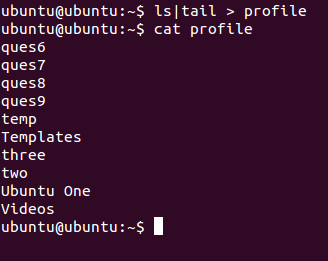 ubuntu@ubuntu:~$ ls|tail > profile
ubuntu@ubuntu:~$ cat profile
ques6
ques7
ques8
ques9
temp
Templates
three
two
Ubuntu One
Videos
ubuntu@ubuntu:~$